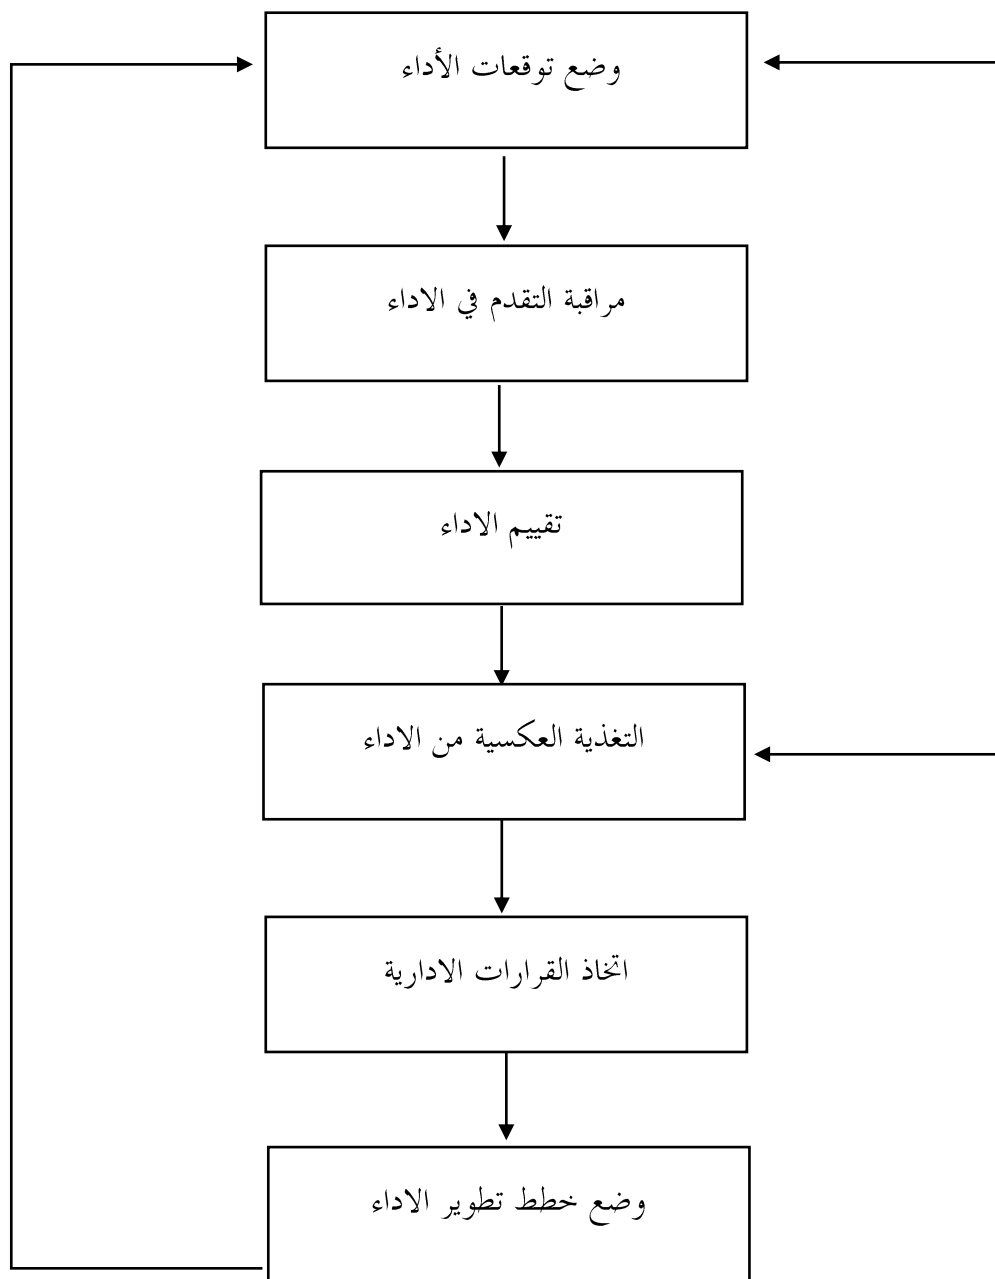 وضع توقعات الأداء
مراقبة التقدم في الاداء
تقييم الاداء
التغذية العكسية من الاداء
اتخاذ القرارات الادارية
وضع خطط تطوير الاداء